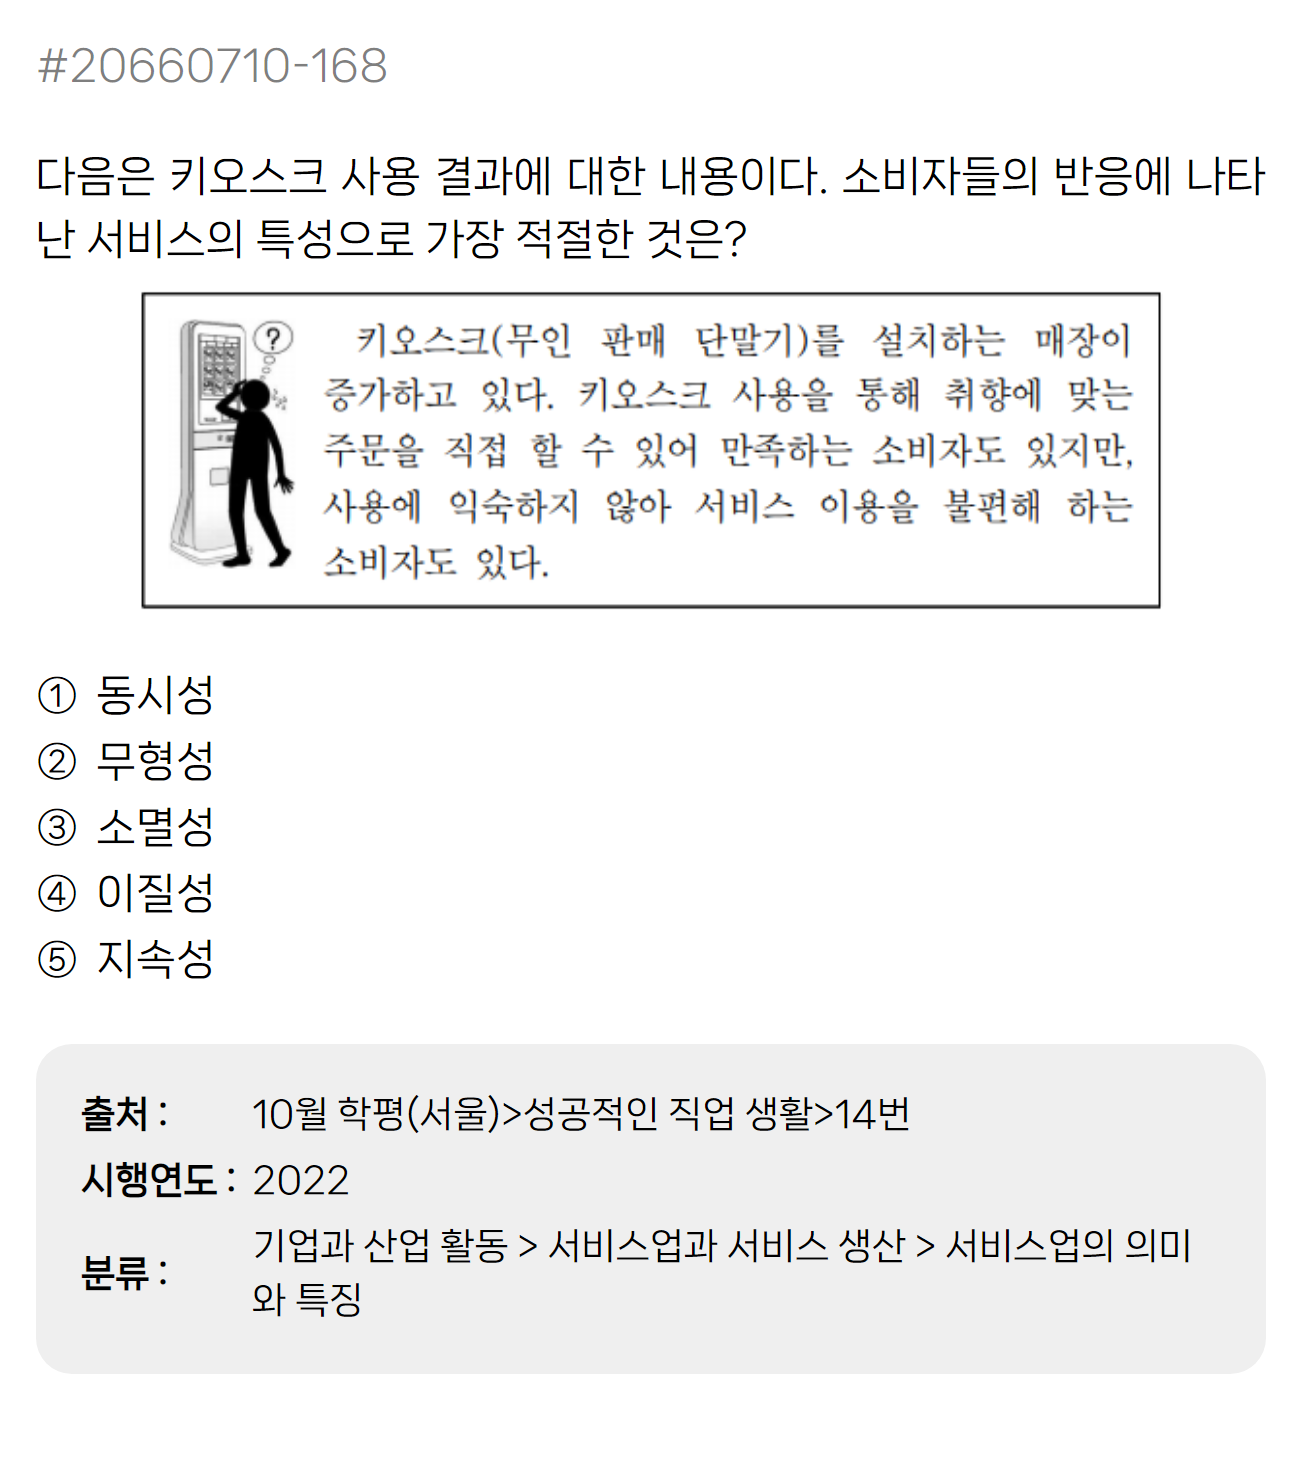 #20660710-168
다음은 키오스크 사용 결과에 대한 내용이다. 소비자들의 반응에 나타
난 서비스의 특성으로 가장 적절한 것은?
?
키오스크(무인 판매 단말기)를 설치하는 매장이
증가하고 있다. 키오스크 사용을 통해 취향에 맞는
주문을 직접 할 수 있어 만족하는 소비자도 있지만,
사용에 익숙하지 않아 서비스 이용을 불편해 하는
소비자도 있다.
① 동시성
② 무형성
③ 소멸성
④ 이질성
⑤ 지속성
출처 : 10월 학평(서울)>성공적인 직업 생활>14번
시행연도 : 2022
분류 : 기업과 산업 활동 > 서비스업과 서비스 생산 > 서비스업의 의미
와 특징